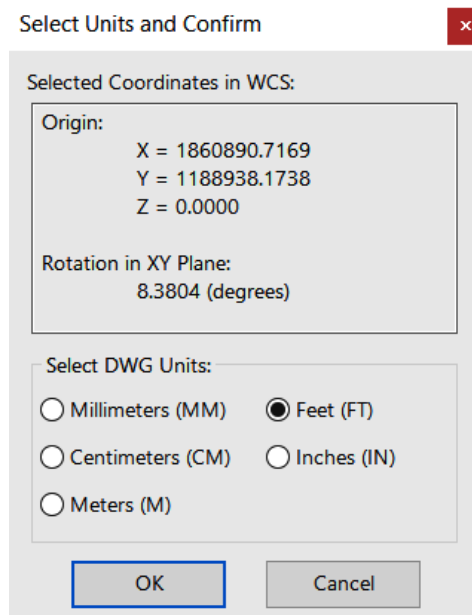 Select Units and Confirm
Selected Coordinates in WCS:
Origin:
X = 1860890.7169
Y = 1188938.1738
Z = 0.0000
Rotation in XY Plane:
8.3804 (degrees)
Select DWG Units:
Millimeters (MM)
Feet (FT)
Centimeters (CM)
Inches (IN)
Meters (M)
OK
Cancel